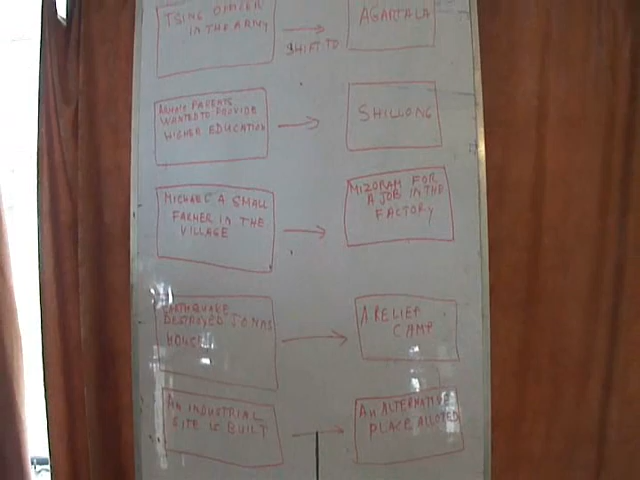 TSING OFFICER
IN THE ARMY
SHIFT TO
AGARTALA
PARENTS
WANTED TO PROVIDE
HIGHER EDUCATION
SHILLONG
MICHAEL A SMALL
FARMER IN THE
VILLAGE
MIZORAM FOR
A JOB IN THE
FACTORY
EARTHQUAKE
DESTROYED JONAS
HOUSE
A RELIEF
CAMP
AN INDUSTRIAL
SITE IS BUILT
AN ALTERNATIVE
PLACE ALLOTED